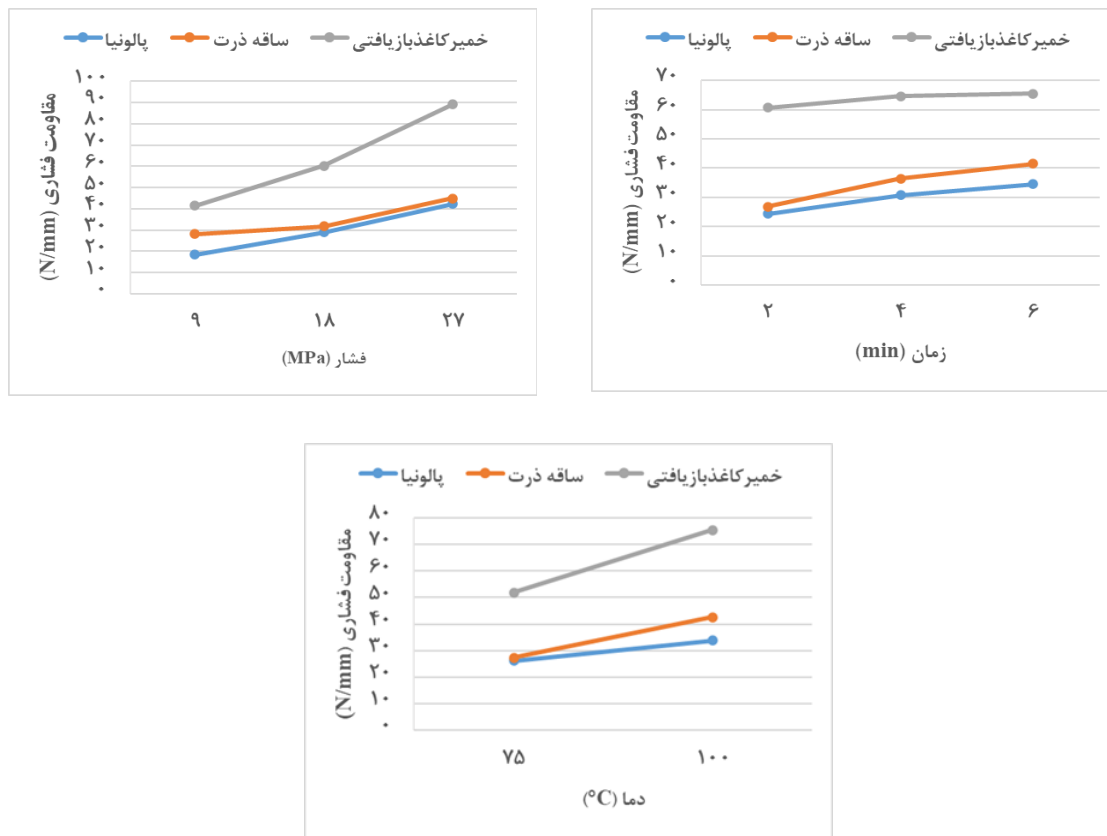 پالونیا ساقه ذرت خمیرکاغذبازیافتی
مقاومت فشاری (N/mm)
۱۰۰
۹۰
۸۰
۷۰
۶۰
۵۰
۴۰
۳۰
۲۰
۱۰
۰
۹ ۱۸ ۲۷
فشار (MPa)
پالونیا ساقه ذرت خمیرکاغذبازیافتی
مقاومت فشاری (N/mm)
۷۰
۶۰
۵۰
۴۰
۳۰
۲۰
۱۰
۰
۲ ۴ ۶
زمان (min)
پالونیا ساقه ذرت خمیرکاغذبازیافتی
مقاومت فشاری (N/mm)
۸۰
۷۰
۶۰
۵۰
۴۰
۳۰
۲۰
۱۰
۰
۷۵ ۱۰۰
دما (°C)